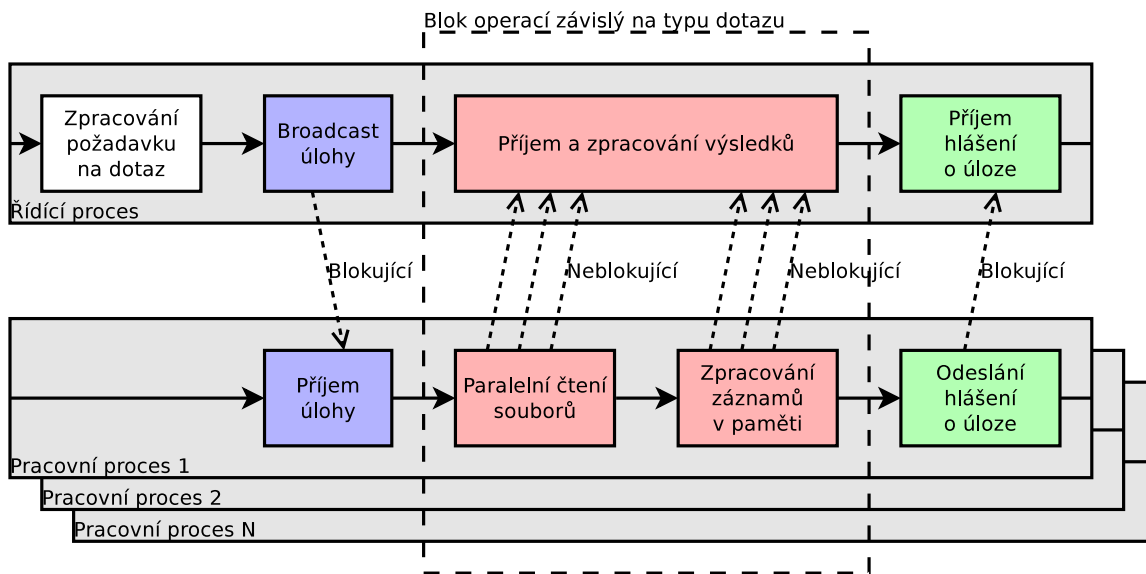 Blok operací závislý na typu dotazu
Zpracování
požadavku
na dotaz
Broadcast
úlohy
Příjem a zpracování výsledků
Příjem
hlášení
o úloze
Řídící proces
Blokující
Neblokující
Neblokující
Blokující
Příjem
úlohy
Paralelní čtení
souborů
Zpracování
záznamů
v paměti
Odeslání
hlášení
o úloze
Pracovní proces 1
Pracovní proces 2
Pracovní proces N